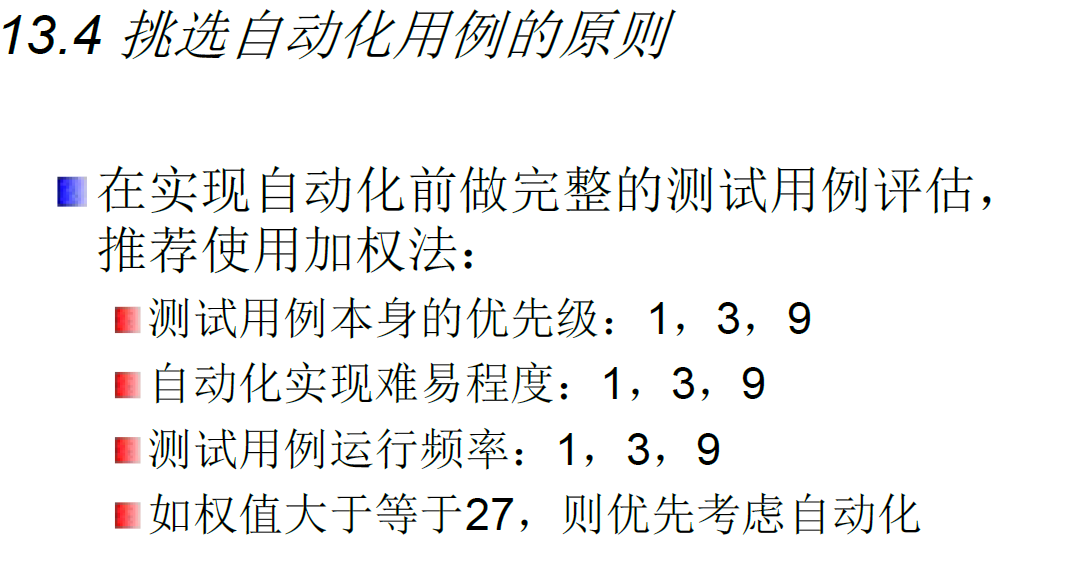 13.4 挑选自动化用例的原则
在实现自动化前做完整的测试用例评估，
推荐使用加权法：
测试用例本身的优先级：1，3，9
自动化实现难易程度：1，3，9
测试用例运行频率：1，3，9
如权值大于等于27，则优先考虑自动化